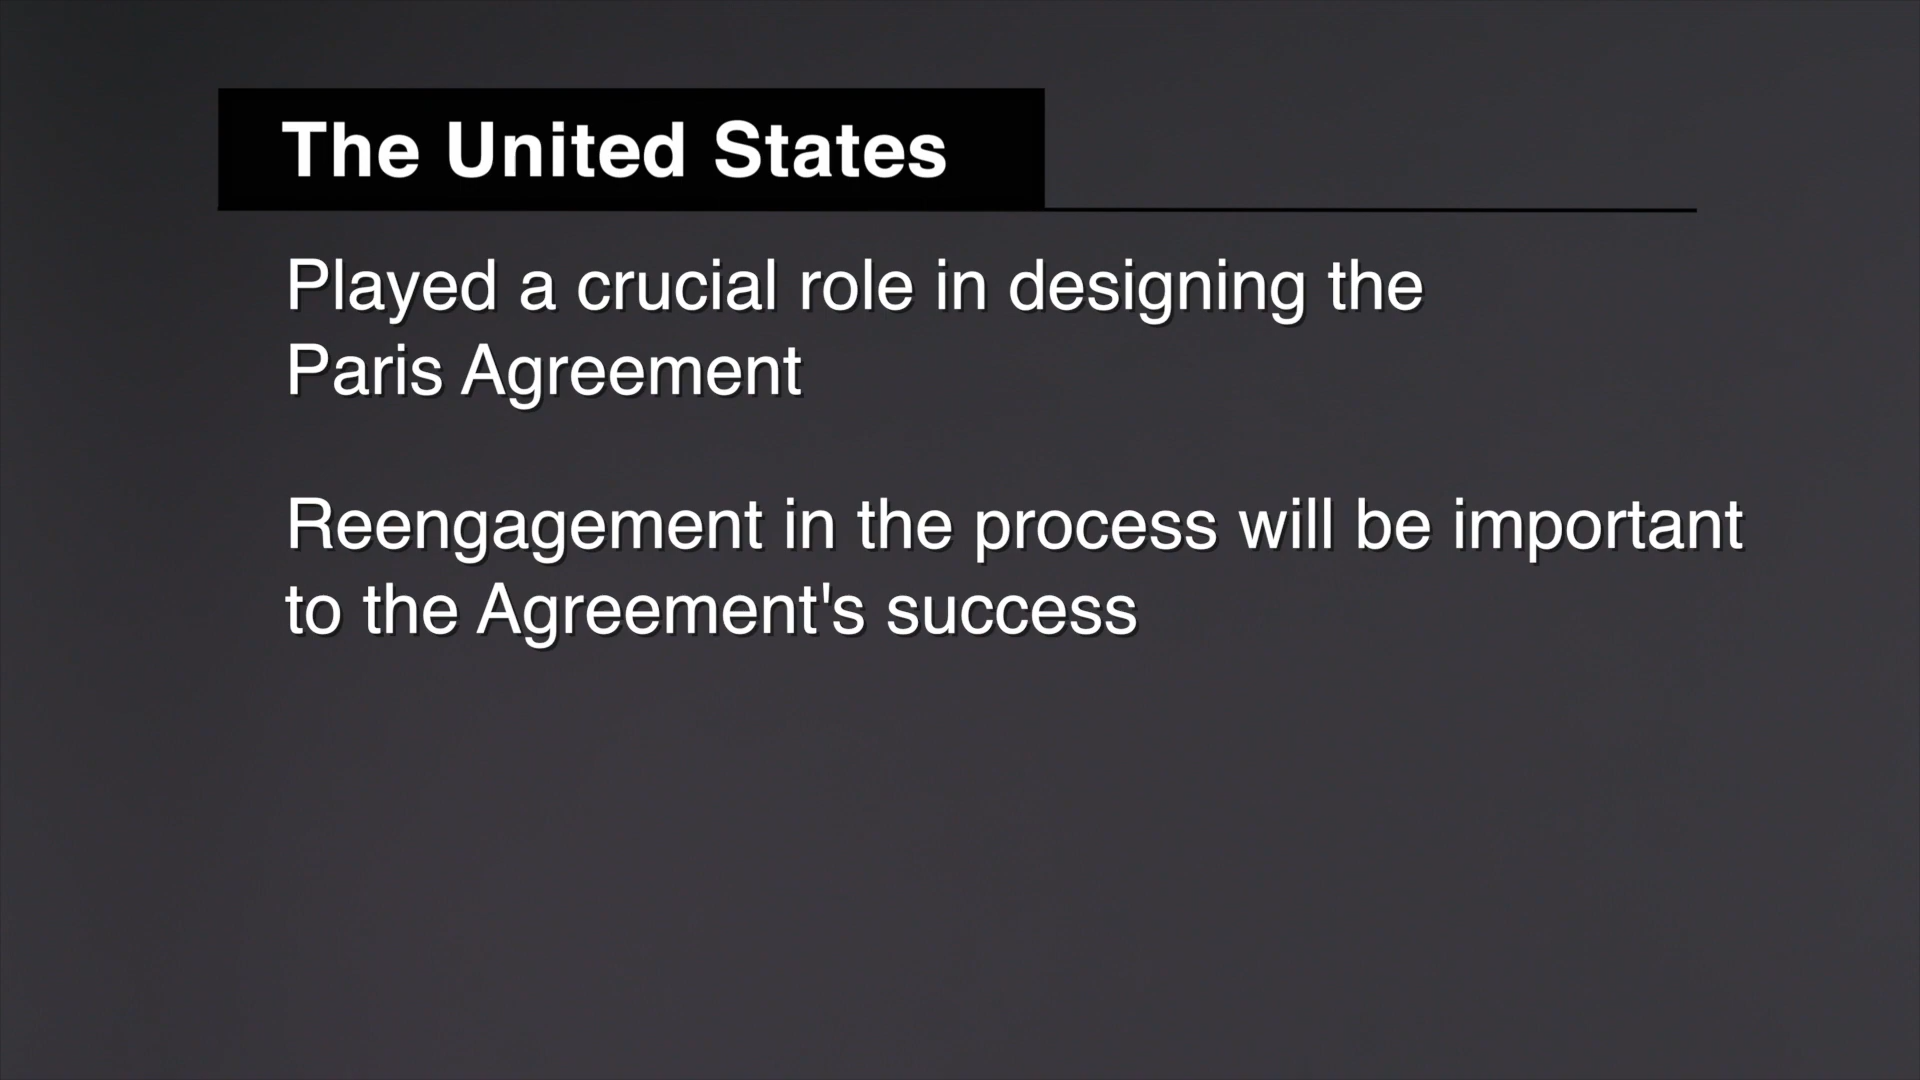 The United States
Played a crucial role in designing the
Paris Agreement
Reengagement in the process will be important
to the Agreement's success